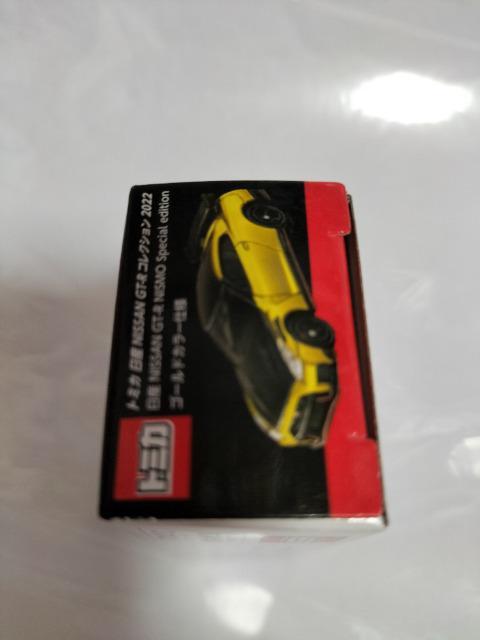 トミカ 日産 NISSAN GT-R コレクション 2022
日産 NISSAN GT-R NISMO Special edition
ゴールドカラー仕様
トミカ